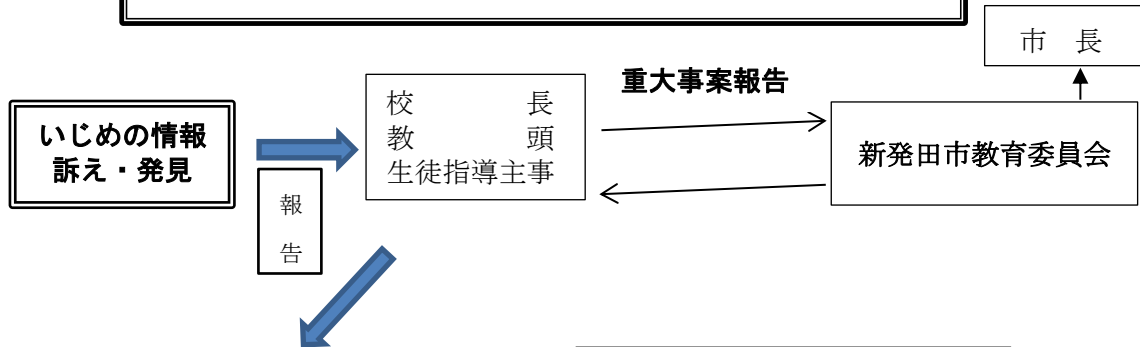 市　長
重大事案報告
いじめの情報
訴え・発見
報
告
校　　　長
教　　　頭
生徒指導主事
新発田市教育委員会